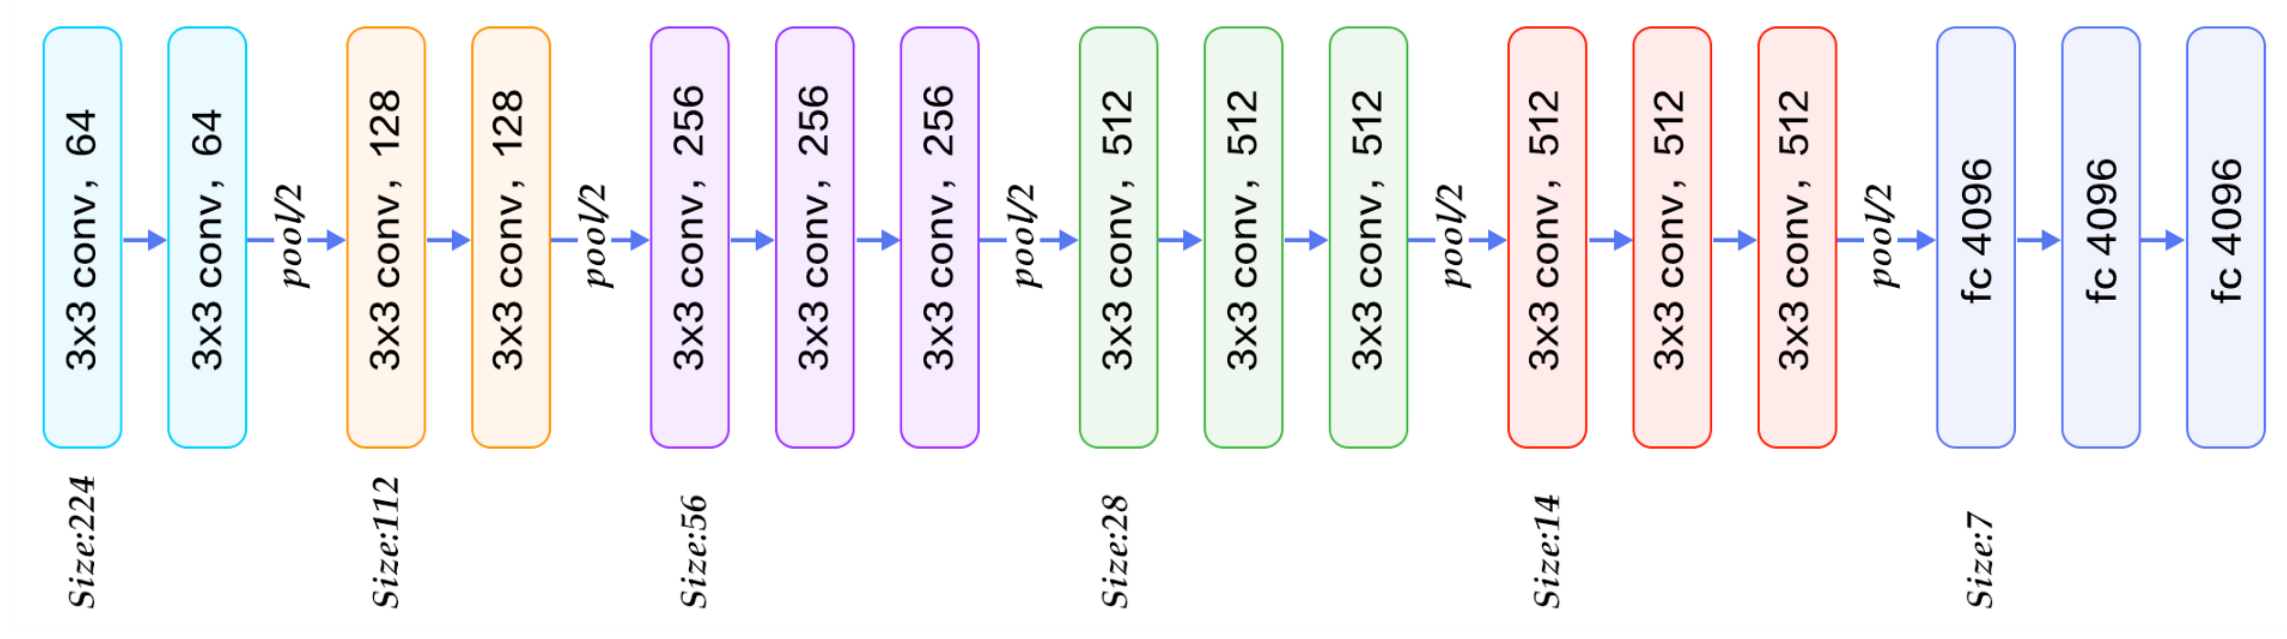 3x3 conv, 64
3x3 conv, 64
pool/2
3x3 conv, 128
3x3 conv, 128
pool/2
3x3 conv, 256
3x3 conv, 256
3x3 conv, 256
pool/2
3x3 conv, 512
3x3 conv, 512
3x3 conv, 512
pool/2
3x3 conv, 512
3x3 conv, 512
3x3 conv, 512
pool/2
fc 4096
fc 4096
fc 4096
Size:224
Size:112
Size:56
Size:28
Size:14
Size:7